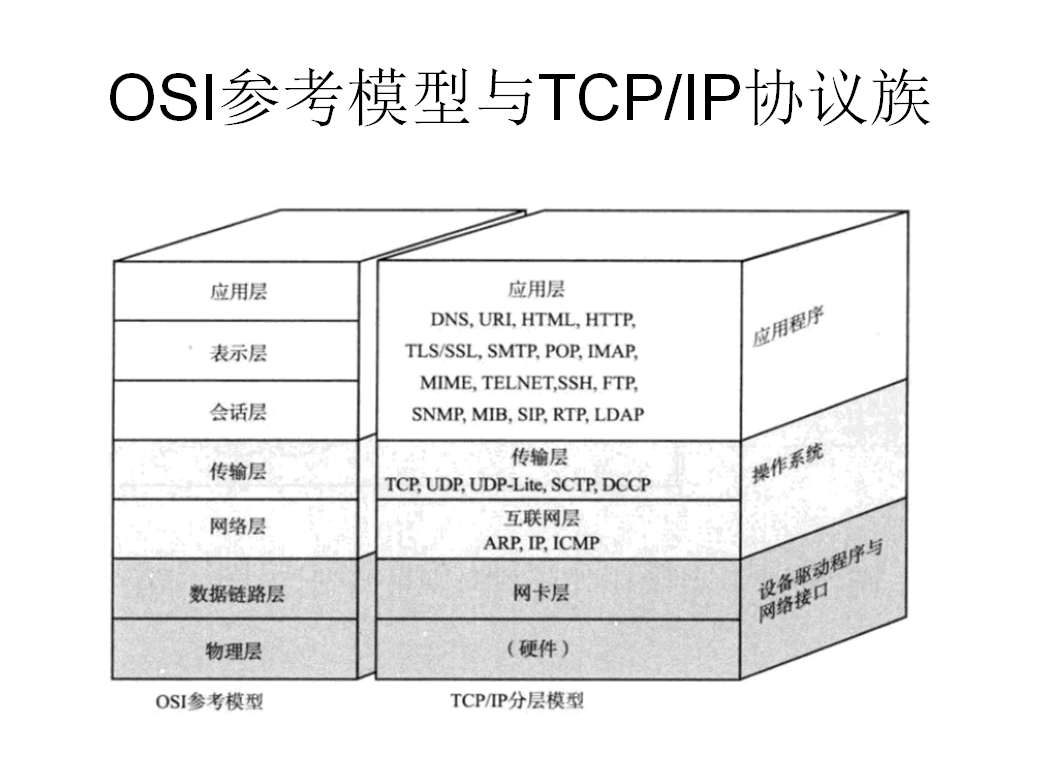 OSI参考模型与TCP/IP协议族
应用层
表示层
会话层
传输层
网络层
数据链路层
物理层
OSI参考模型
应用层
DNS, URI, HTML, HTTP,
TLS/SSL, SMTP, POP, IMAP,
MIME, TELNET,SSH, FTP,
SNMP, MIB, SIP, RTP, LDAP
传输层
TCP, UDP, UDP-Lite, SCTP, DCCP
互联网层
ARP, IP, ICMP
网卡层
（硬件）
TCP/IP分层模型
应用程序
操作系统
设备驱动程序与
网络接口